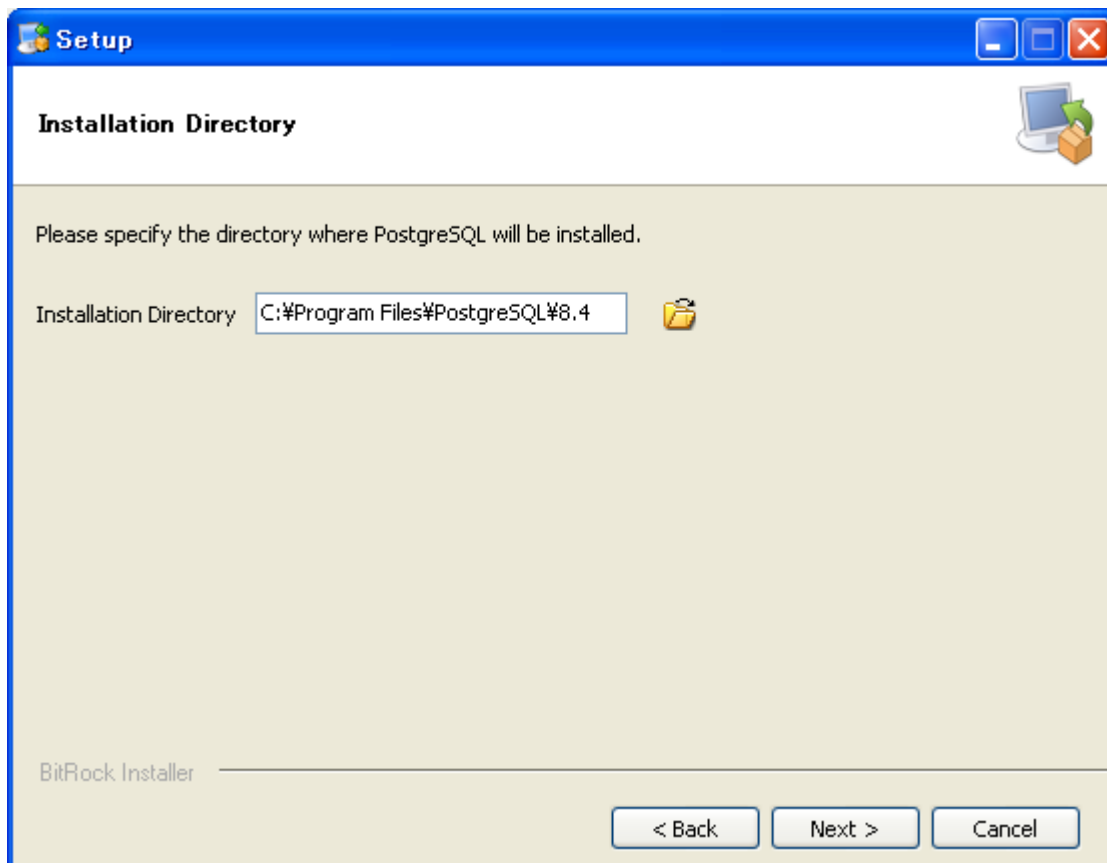 Setup
Installation Directory
Please specify the directory where PostgreSQL will be installed.
Installation Directory C:¥Program Files¥PostgreSQL¥8.4
BitRock Installer
< Back Next > Cancel